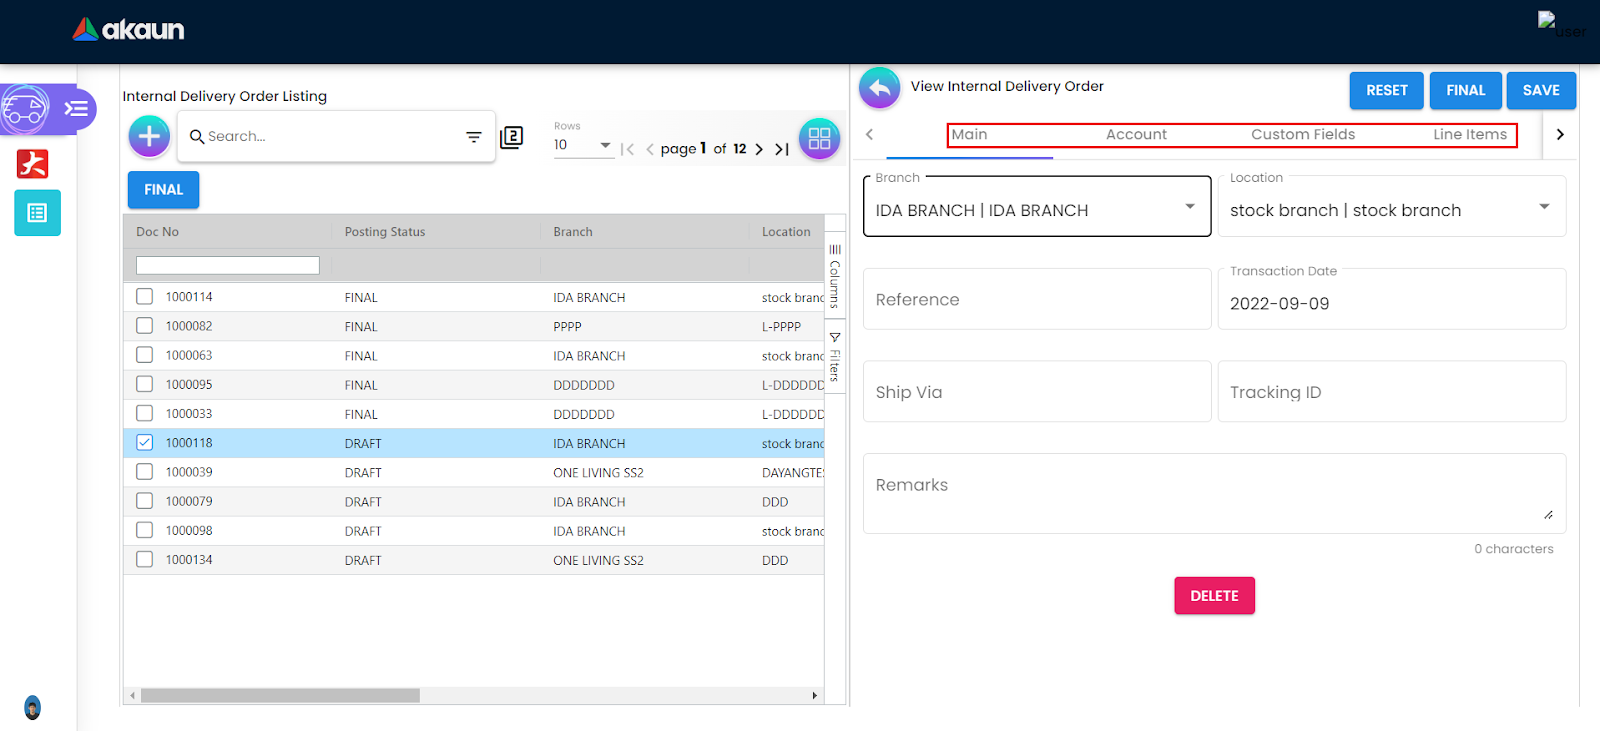 akaun
user
Internal Delivery Order Listing
Search...
2
Rows
10
page 1 of 12
FINAL
Doc No Posting Status Branch Location
1000114 FINAL IDA BRANCH stock branc
1000082 FINAL PPPP L-PPPP
1000063 FINAL IDA BRANCH stock branc
1000095 FINAL DDDDDDD L-DDDDDD
1000033 FINAL DDDDDDD L-DDDDDD
1000118 DRAFT IDA BRANCH stock branc
1000039 DRAFT ONE LIVING SS2 DAYANGTES
1000079 DRAFT IDA BRANCH DDD
1000098 DRAFT IDA BRANCH stock branc
1000134 DRAFT ONE LIVING SS2 DDD
Columns
Filters
View Internal Delivery Order
RESET FINAL SAVE
Main Account Custom Fields Line Items
Branch
IDA BRANCH | IDA BRANCH
Location
stock branch | stock branch
Reference
Transaction Date
2022-09-09
Ship Via
Tracking ID
Remarks
0 characters
DELETE